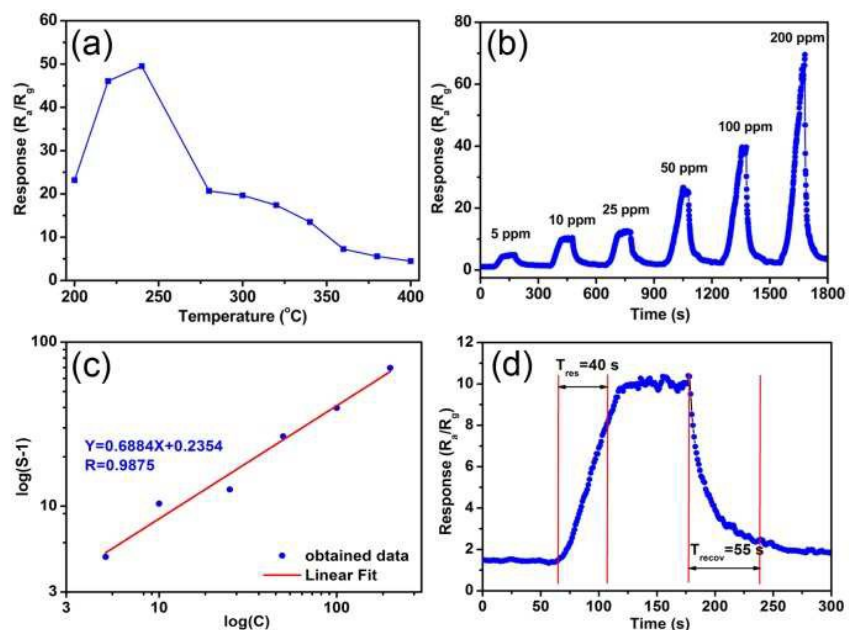 (a)
Response (Ra/Rg)
60
50
40
30
20
10
0
200
250
300
350
400
Temperature (oC)
(b)
Response (Ra/Rg)
80
60
40
20
0
5 ppm
10 ppm
25 ppm
50 ppm
100 ppm
200 ppm
0
300
600
900
1200
1500
1800
Time (s)
(c)
log(S-1)
100
10
3
Y=0.6884X+0.2354
R=0.9875
obtained data
Linear Fit
3
10
100
log(C)
(d)
Response (Ra/Rg)
12
10
8
6
4
2
0
Tres=40 s
Trecov=55 s
0
50
100
150
200
250
300
Time (s)